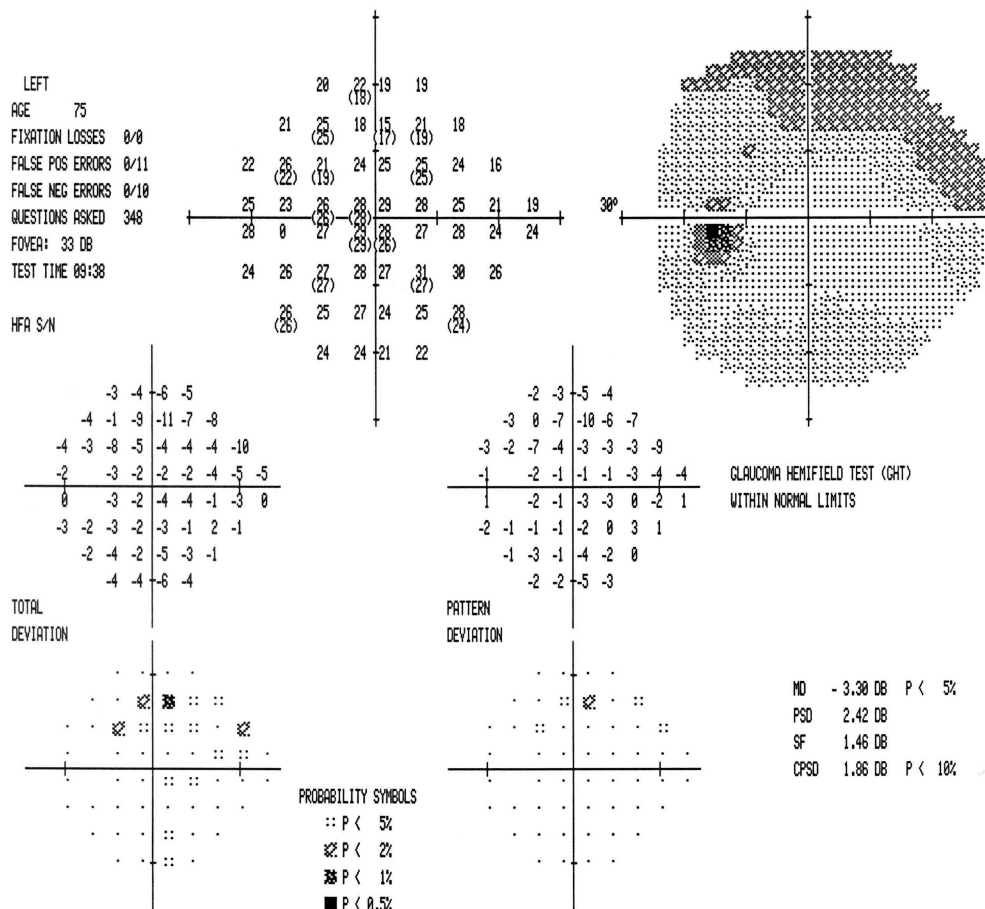 LEFT
AGE 75
FIXATION LOSSES 0/0
FALSE POS ERRORS 0/11
FALSE NEG ERRORS 0/10
QUESTIONS ASKED 348
FOVEA: 33 DB
TEST TIME 09:38
HFA S/N
20 22 19 19
(18)
21 25 18 15 21 18
(25) (17) (19)
22 26 21 24 25 25 24 16
(22) (19) (25)
25 23 26 28 29 28 25 21 19
(26) (28)
28 0 27 29 28 27 28 24 24
(29) (26)
24 26 27 28 27 31 30 26
(27) (27)
26 25 27 24 25 28
(26) (24)
24 24 21 22
30º
-3 -4 -6 -5
-4 -1 -9 -11 -7 -8
-4 -3 -8 -5 -4 -4 -4 -10
-2 -3 -2 -2 -2 -4 -5 -5
0 -3 -2 -4 -4 -1 -3 0
-3 -2 -3 -2 -3 -1 2 -1
-2 -4 -2 -5 -3 -1
-4 -4 -6 -4
TOTAL
DEVIATION
-2 -3 -5 -4
-3 0 -7 -10 -6 -7
-3 -2 -7 -4 -3 -3 -3 -9
-1 -2 -1 -1 -1 -3 -4 -4
1 -2 -1 -3 -3 0 -2 1
-2 -1 -1 -1 -2 0 3 1
-1 -3 -1 -4 -2 0
-2 -2 -5 -3
PATTERN
DEVIATION
GLAUCOMA HEMIFIELD TEST (GHT)
WITHIN NORMAL LIMITS
PROBABILITY SYMBOLS
P < 5%
P < 2%
P < 1%
P < 0.5%
MD - 3.30 DB P < 5%
PSD 2.42 DB
SF 1.46 DB
CPSD 1.86 DB P < 10%